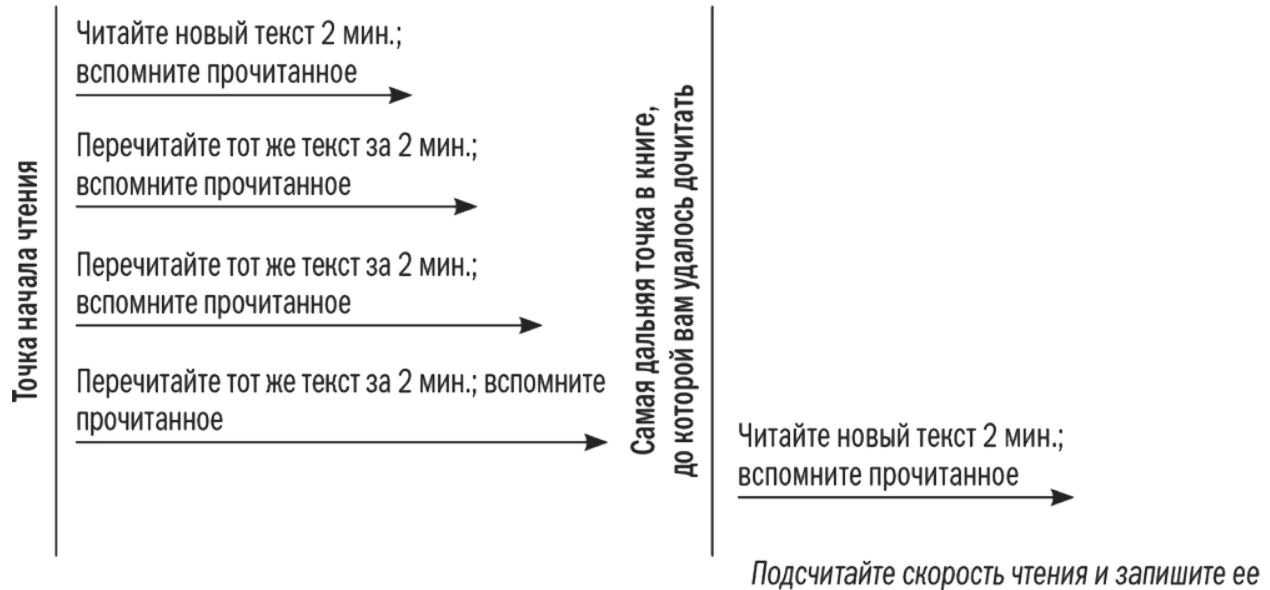 Точка начала чтения
Читайте новый текст 2 мин.;
вспомните прочитанное
Перечитайте тот же текст за 2 мин.;
вспомните прочитанное
Перечитайте тот же текст за 2 мин.;
вспомните прочитанное
Перечитайте тот же текст за 2 мин.; вспомните
прочитанное
Самая дальняя точка в книге,
до которой вам удалось дочитать
Читайте новый текст 2 мин.;
вспомните прочитанное
Подсчитайте скорость чтения и запишите ее